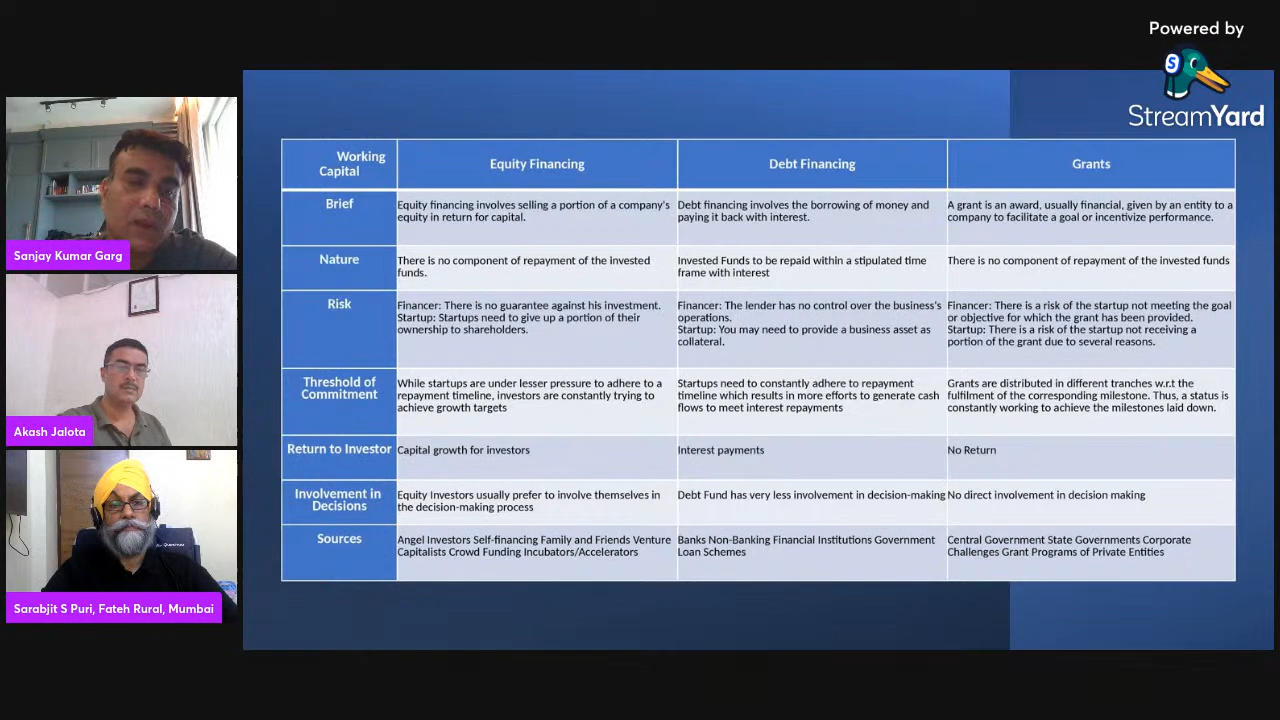 Powered by
S
StreamYard
Sanjay Kumar Garg
Akash Jalota
Sarabjit S Puri, Fateh Rural, Mumbai
Working
Capital
Equity Financing
Debt Financing
Grants
Brief
Equity financing involves selling a portion of a company's
equity in return for capital.
Debt financing involves the borrowing of money and
paying it back with interest.
A grant is an award, usually financial, given by an entity to a
company to facilitate a goal or incentivize performance.
Nature
There is no component of repayment of the invested
funds.
Invested Funds to be repaid within a stipulated time
frame with interest
There is no component of repayment of the invested funds
Risk
Financer: There is no guarantee against his investment.
Startup: Startups need to give up a portion of their
ownership to shareholders.
Financer: The lender has no control over the business's
operations.
Startup: You may need to provide a business asset as
collateral.
Financer: There is a risk of the startup not meeting the goal
or objective for which the grant has been provided.
Startup: There is a risk of the startup not receiving a
portion of the grant due to several reasons.
Threshold of
Commitment
While startups are under lesser pressure to adhere to a
repayment timeline, investors are constantly trying to
achieve growth targets
Startups need to constantly adhere to repayment
timeline which results in more efforts to generate cash
flows to meet interest repayments
Grants are distributed in different tranches w.r.t the
fulfilment of the corresponding milestone. Thus, a status is
constantly working to achieve the milestones laid down.
Return to Investor
Capital growth for investors
Interest payments
No Return
Involvement in
Decisions
Equity Investors usually prefer to involve themselves in
the decision-making process
Debt Fund has very less involvement in decision-making
No direct involvement in decision making
Sources
Angel Investors Self-financing Family and Friends Venture
Capitalists Crowd Funding Incubators/Accelerators
Banks Non-Banking Financial Institutions Government
Loan Schemes
Central Government State Governments Corporate
Challenges Grant Programs of Private Entities